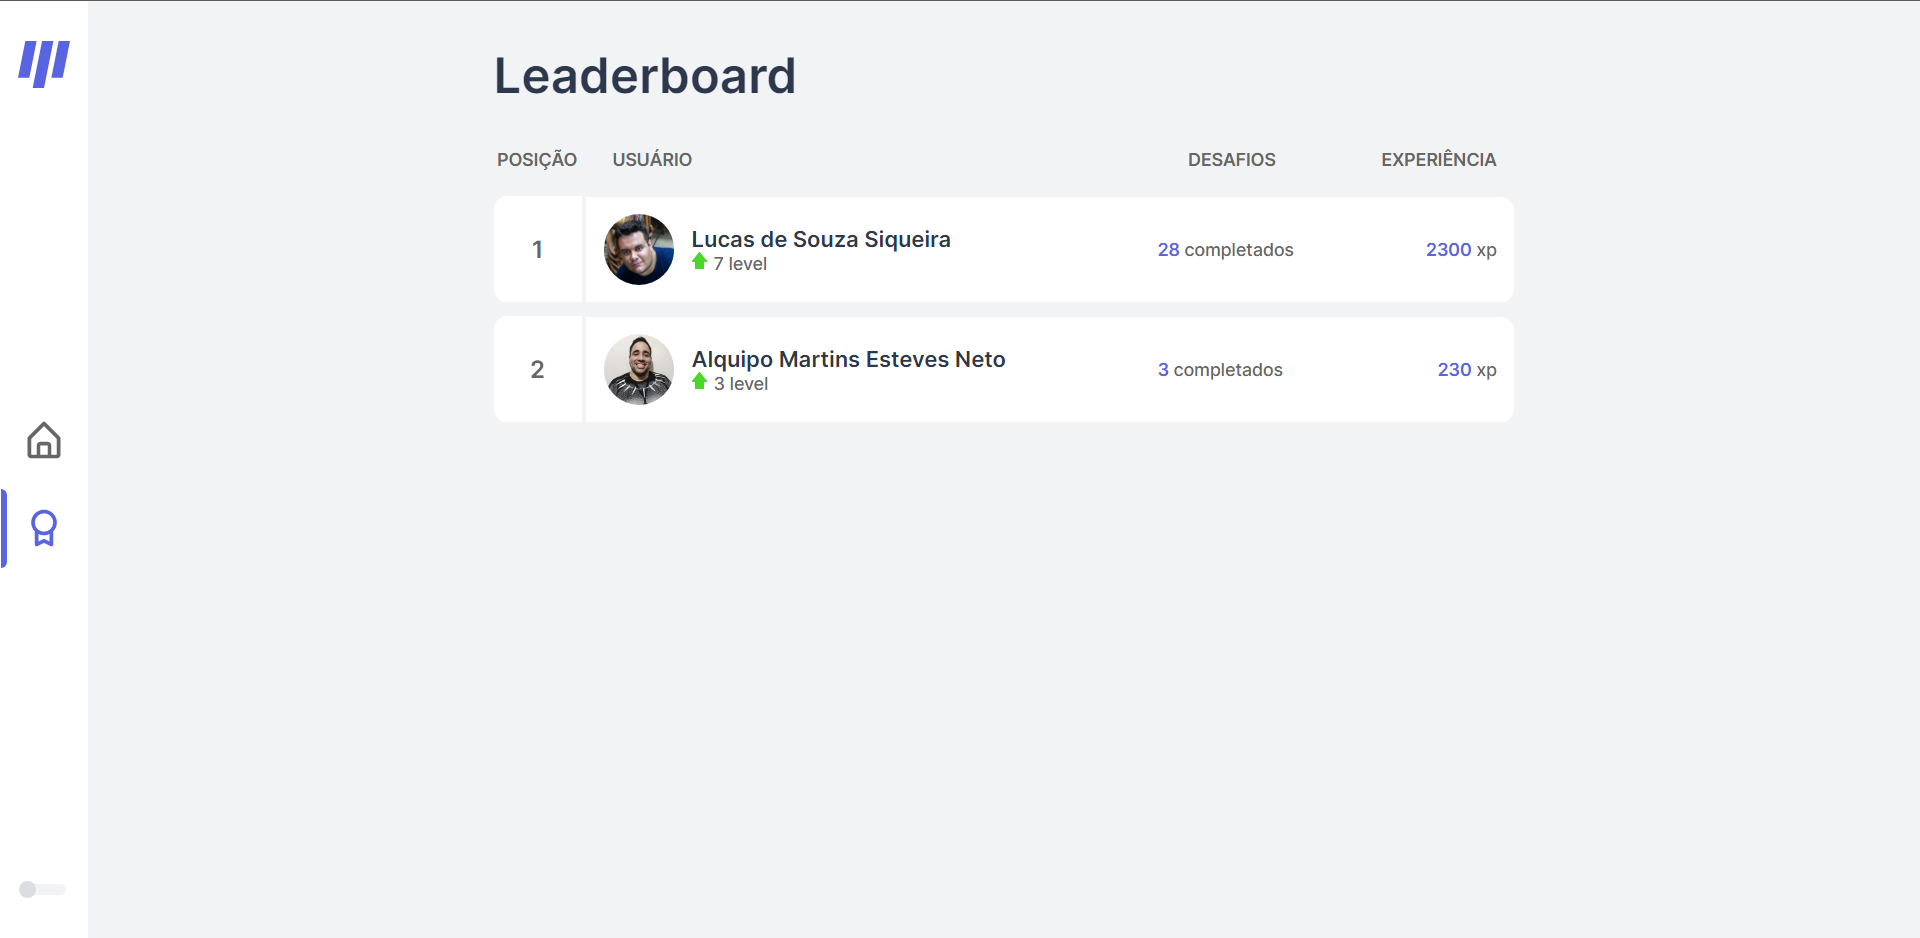 Leaderboard
POSIÇÃO USUÁRIO DESAFIOS EXPERIÊNCIA
1 Lucas de Souza Siqueira 28 completados 2300 xp
7 level
2 Alquipo Martins Esteves Neto 3 completados 230 xp
3 level